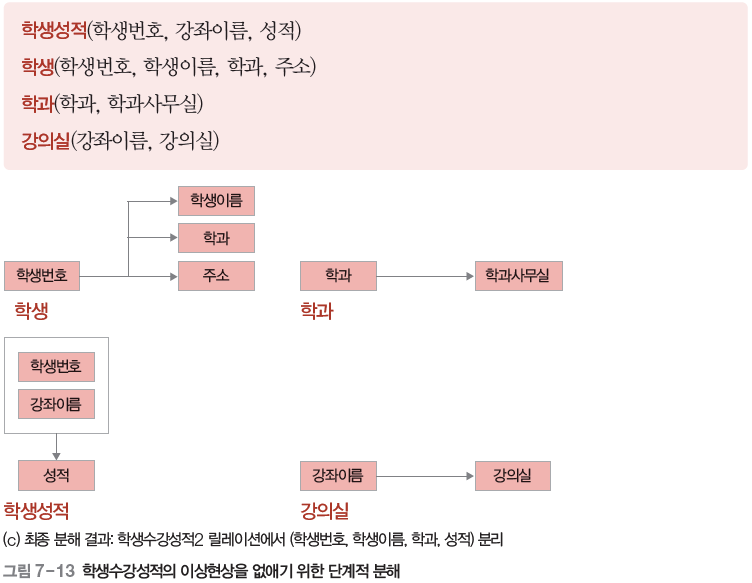 학생성적(학생번호, 강좌이름, 성적)
학생(학생번호, 학생이름, 학과, 주소)
학과(학과, 학과사무실)
강의실(강좌이름, 강의실)
학생이름
학과
학생번호
주소
학생
학과
학과사무실
학과
학생번호
강좌이름
성적
학생성적
강좌이름
강의실
강의실
(c) 최종 분해 결과: 학생수강성적2 릴레이션에서 (학생번호, 학생이름, 학과, 성적) 분리
그림 7-13 학생수강성적의 이상현상을 없애기 위한 단계적 분해